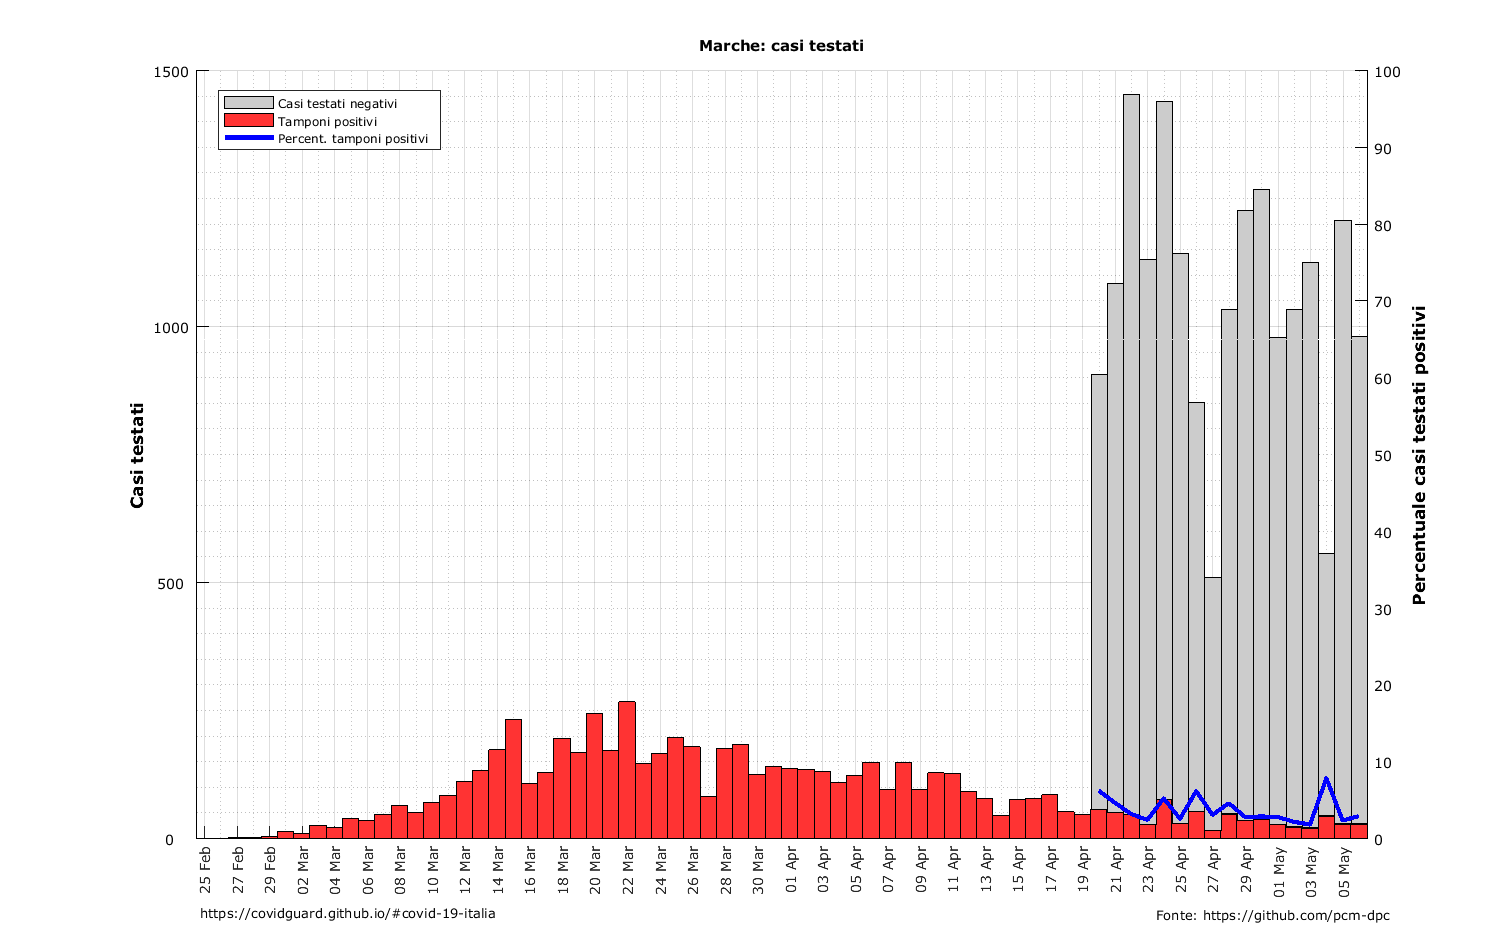 Marche: casi testati
Casi testati negativi
Tamponi positivi
Percent. tamponi positivi
1500
1000
500
0
Casi testati
100
90
80
70
60
50
40
30
20
10
0
Percentuale casi testati positivi
25 Feb
27 Feb
29 Feb
02 Mar
04 Mar
06 Mar
08 Mar
10 Mar
12 Mar
14 Mar
16 Mar
18 Mar
20 Mar
22 Mar
24 Mar
26 Mar
28 Mar
30 Mar
01 Apr
03 Apr
05 Apr
07 Apr
09 Apr
11 Apr
13 Apr
15 Apr
17 Apr
19 Apr
21 Apr
23 Apr
25 Apr
27 Apr
29 Apr
01 May
03 May
05 May
https://covidguard.github.io/#covid-19-italia
Fonte: https://github.com/pcm-dpc